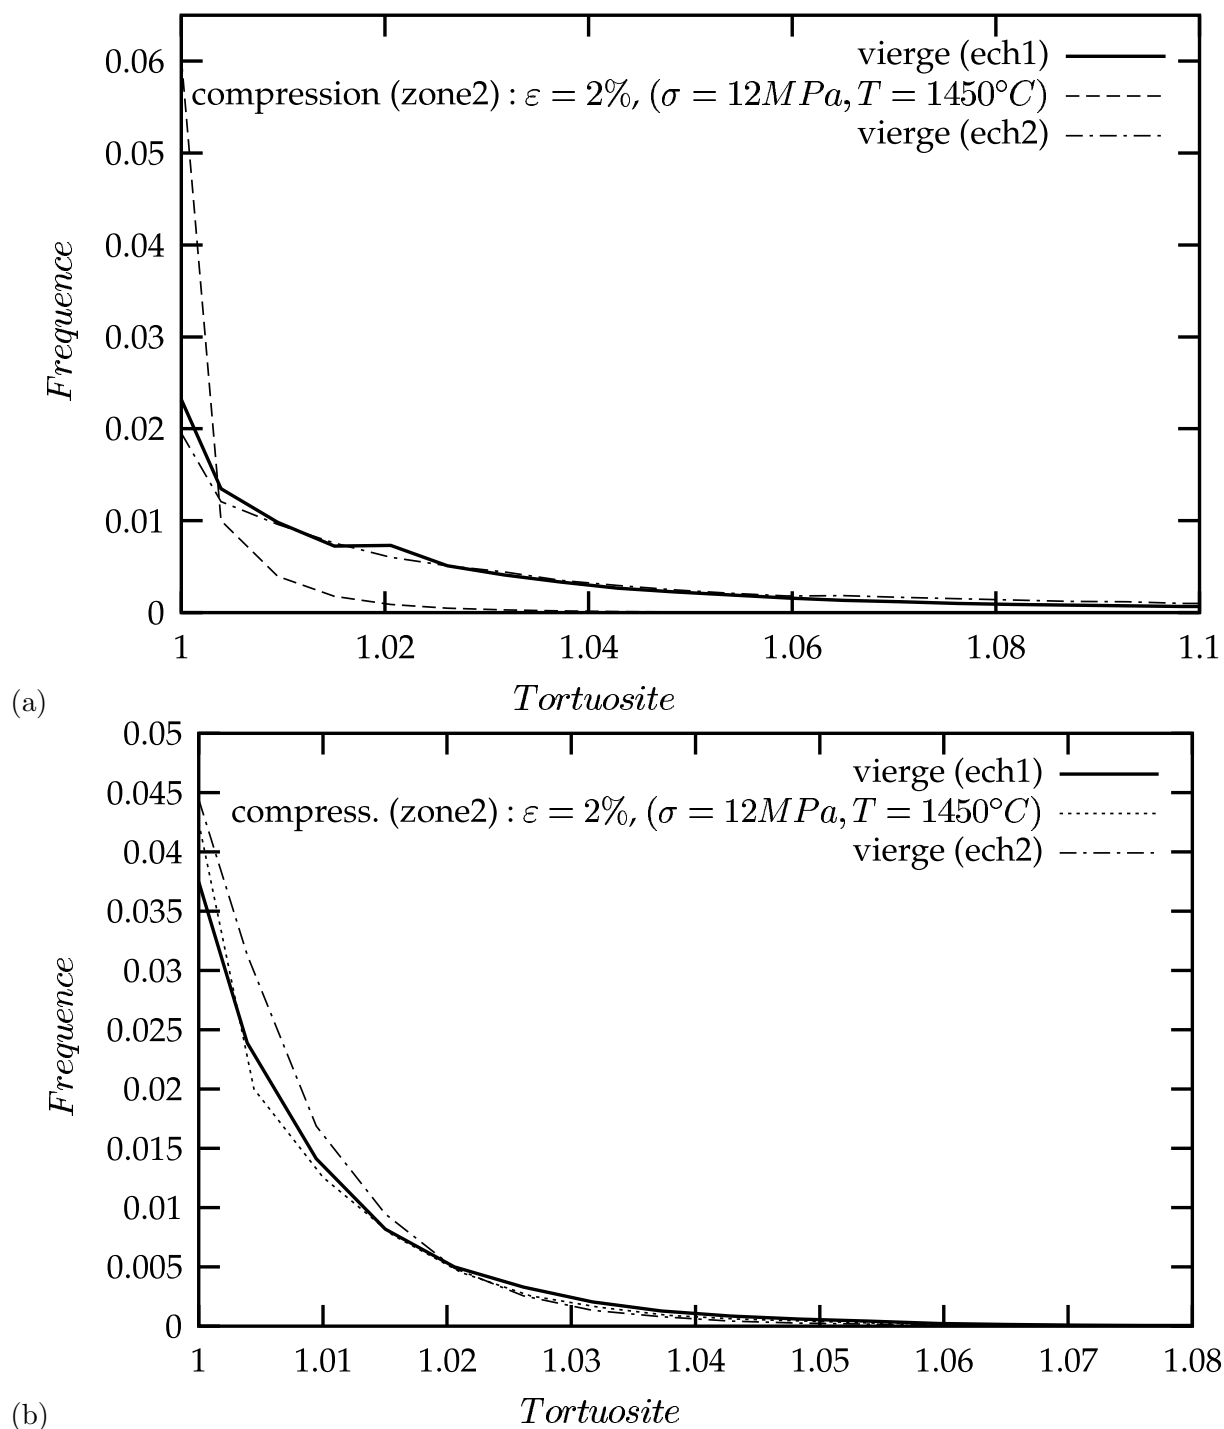 0.06
0.05
0.04
0.03
0.02
0.01
0
Frequence
vierge (ech1)
compression (zone2) : ε = 2%, (σ = 12MPa, T = 1450°C)
vierge (ech2)
1 1.02 1.04 1.06 1.08 1.1
Tortuosite
(a)
0.05
0.045
0.04
0.035
0.03
0.025
0.02
0.015
0.01
0.005
0
Frequence
vierge (ech1)
compress. (zone2) : ε = 2%, (σ = 12MPa, T = 1450°C)
vierge (ech2)
1 1.01 1.02 1.03 1.04 1.05 1.06 1.07 1.08
Tortuosite
(b)